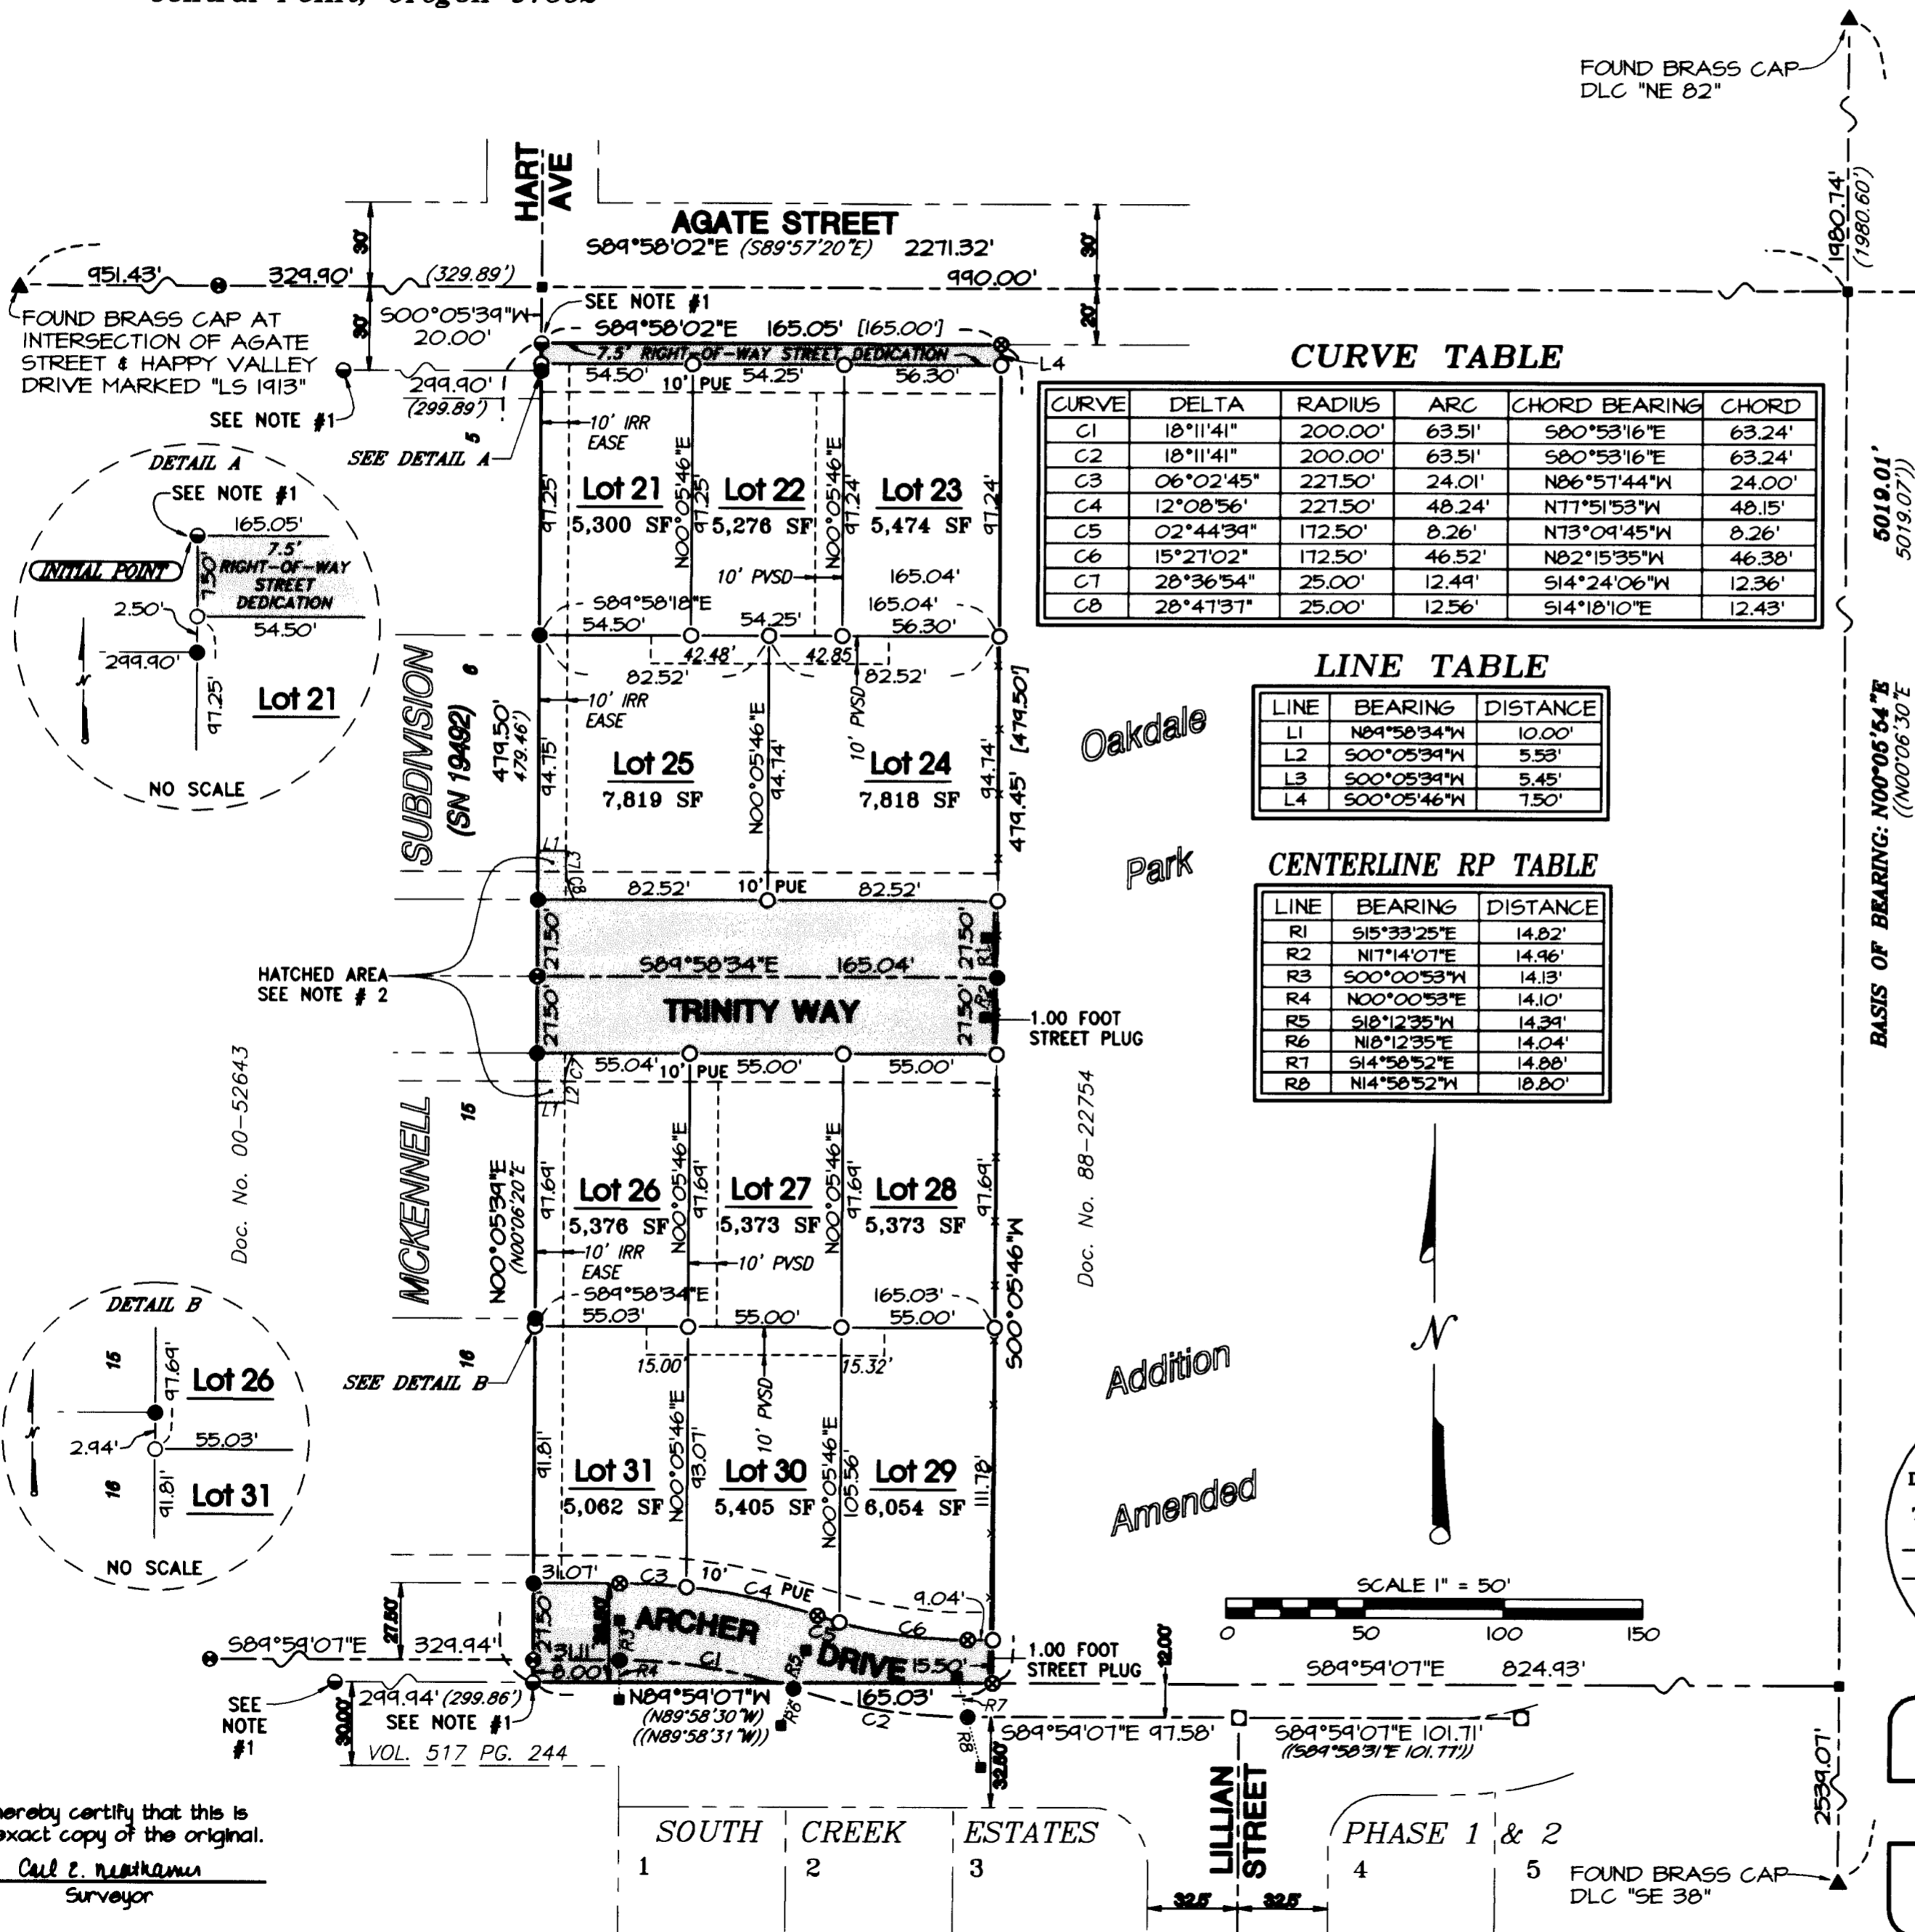 Central Point, Oregon 97502
FOUND BRASS CAP
DLC "NE 82"
1980.74'
(1980.60')
HART
AVE
AGATE STREET
S89°58'02"E (S89°57'20"E) 2271.32'
30'
30'
951.43'
329.90'
(329.89')
990.00'
30'
20'
FOUND BRASS CAP AT
INTERSECTION OF AGATE
STREET & HAPPY VALLEY
DRIVE MARKED "LS 1913"
S00°05'39"W
20.00'
SEE NOTE #1
S89°58'02"E 165.05' [165.00']
7.5' RIGHT-OF-WAY STREET DEDICATION
L4
299.90'
(299.89')
SEE NOTE #1
54.50'
54.25'
56.30'
10' PUE
10' IRR
EASE
5
SEE DETAIL A
DETAIL A
SEE NOTE #1
165.05'
INITIAL POINT
7.50'
7.5'
RIGHT-OF-WAY
STREET
DEDICATION
2.50'
54.50'
299.90'
N
97.25'
Lot 21
NO SCALE
97.25'
Lot 21
5,300 SF
N00°05'46"E
97.25'
Lot 22
5,276 SF
N00°05'46"E
97.24'
Lot 23
5,474 SF
97.24'
10' PVSD
165.04'
S89°58'18"E
165.04'
54.50'
54.25'
56.30'
42.48'
42.85
82.52'
82.52'
10' IRR
EASE
10' PVSD
SUBDIVISION
(SN 19492)
6
479.50'
479.46')
94.75'
Lot 25
7,819 SF
N00°05'46"E
94.74'
Lot 24
7,818 SF
94.74'
479.45' [479.50']
L1
L3
C8
82.52'
10' PUE
82.52'
27.50'
27.50'
R1
HATCHED AREA
SEE NOTE # 2
S89°58'34"E 165.04'
TRINITY WAY
27.50'
27.50'
R2
1.00 FOOT
STREET PLUG
55.04'
10' PUE
55.00'
55.00'
L1
L2
C7
Doc. No. 00-52643
MCKENNELL
15
N00°05'39"E
(N00°06'20"E
97.69'
Lot 26
5,376 SF
N00°05'46"E
97.69'
Lot 27
5,373 SF
N00°05'46"E
97.69'
Lot 28
5,373 SF
97.69'
S00°05'46"W
Doc. No. 88-22754
10' IRR
EASE
10' PVSD
S89°58'34"E
165.03'
55.03'
55.00'
55.00'
15.00'
15.32'
10' PVSD
16
SEE DETAIL B
DETAIL B
15
97.69'
Lot 26
N
2.94'
55.03'
16
91.81'
Lot 31
NO SCALE
91.81'
Lot 31
5,062 SF
N00°05'46"E
93.07'
Lot 30
5,405 SF
N00°05'46"E
105.56'
Lot 29
6,054 SF
111.78'
31.07'
C3
10'
C4
PUE
9.04'
27.50'
27.50'
R3
ARCHER
DRIVE
C5
C6
S89°59'07"E 329.94'
31.11'
8.00'
R4
C1
R5
15.50'
1.00 FOOT
STREET PLUG
12.00'
S89°59'07"E 824.93'
SEE
NOTE
#1
299.94' (299.86')
SEE NOTE #1
N89°59'07"W 165.03'
(N89°58'30"W)
((N89°58'31"W))
R6
C2
R7
R8
30.00'
VOL. 517 PG. 244
S89°59'07"E 97.58'
S89°59'07"E 101.71'
((S89°58'31"E 101.77'))
32.50'
SOUTH CREEK ESTATES
1
2
3
LILLIAN
STREET
PHASE 1 & 2
4
5
32.5'
32.5'
2539.07'
FOUND BRASS CAP
DLC "SE 38"
CURVE TABLE
CURVE DELTA RADIUS ARC CHORD BEARING CHORD
C1 18°11'41" 200.00' 63.51' S80°53'16"E 63.24'
C2 18°11'41" 200.00' 63.51' S80°53'16"E 63.24'
C3 06°02'45" 227.50' 24.01' N86°57'44"W 24.00'
C4 12°08'56" 227.50' 48.24' N77°51'53"W 48.15'
C5 02°44'39" 172.50' 8.26' N73°09'45"W 8.26'
C6 15°27'02" 172.50' 46.52' N82°15'35"W 46.38'
C7 28°36'54" 25.00' 12.49' S14°24'06"W 12.36'
C8 28°47'37" 25.00' 12.56' S14°18'10"E 12.43'
LINE TABLE
LINE BEARING DISTANCE
L1 N89°58'34"W 10.00'
L2 S00°05'39"W 5.53'
L3 S00°05'39"W 5.45'
L4 S00°05'46"W 7.50'
CENTERLINE RP TABLE
LINE BEARING DISTANCE
R1 S15°33'25"E 14.82'
R2 N17°14'07"E 14.96'
R3 S00°00'53"W 14.13'
R4 N00°00'53"E 14.10'
R5 S18°12'35"W 14.39'
R6 N18°12'35"E 14.04'
R7 S14°58'52"E 14.88'
R8 N14°58'52"W 18.80'
5019.01'
5019.07'))
BASIS OF BEARING: N00°05'54"E
((N00°06'30"E
Oakdale
Park
Addition
Amended
N
SCALE 1" = 50'
0 50 100 150
hereby certify that this is
exact copy of the original.
Surveyor